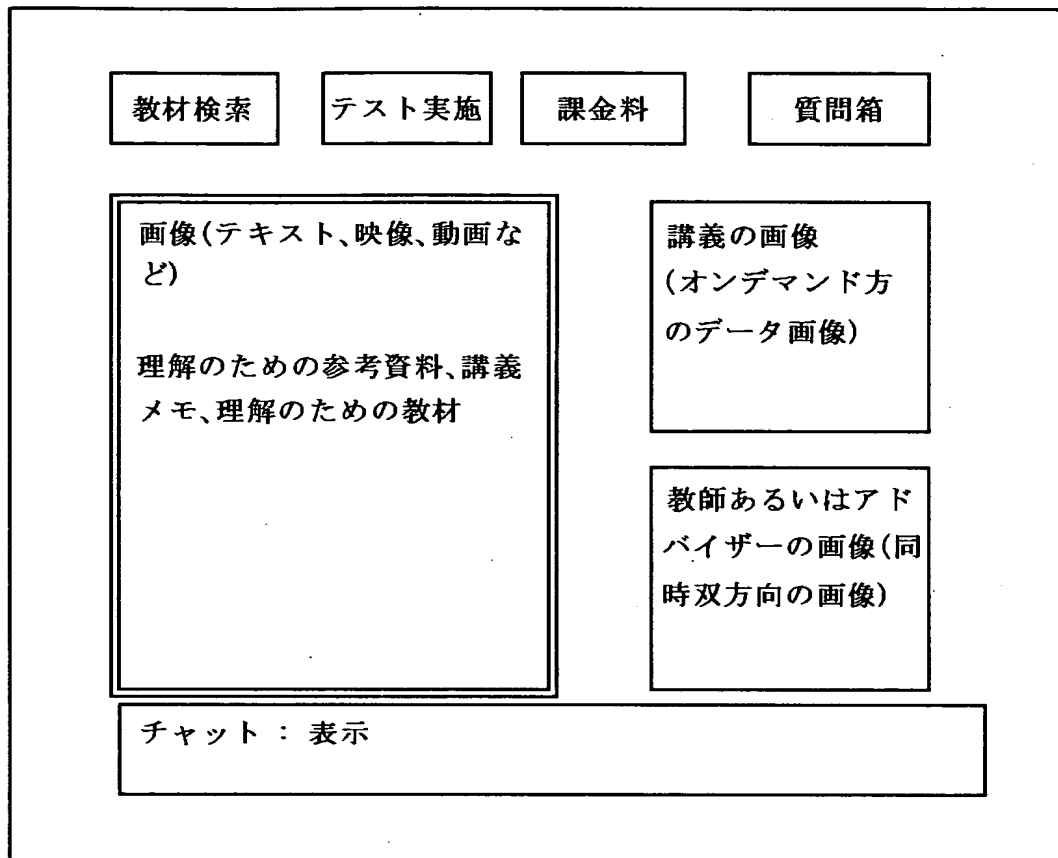 教材検索
テスト実施
課金料
質問箱
画像(テキスト、映像、動画な
ど)
理解のための参考資料、講義
メモ、理解のための教材
講義の画像
(オンデマンド方
のデータ画像)
教師あるいはアド
バイザーの画像(同
時双方向の画像)
チャット : 表示